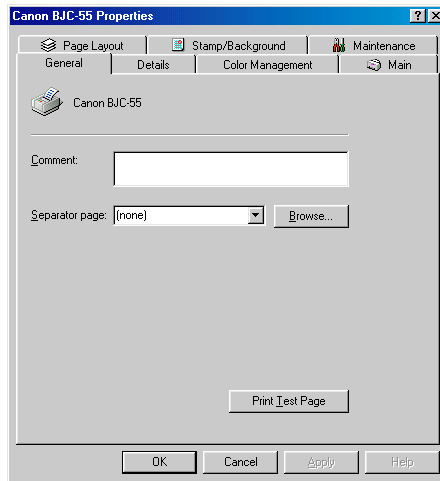 Canon BJC-55 Properties
Page Layout Stamp/Background Maintenance
General Details Color Management Main
Canon BJC-55
Comment:
Separator page: (none) Browse...
Print Test Page
OK Cancel Apply Help